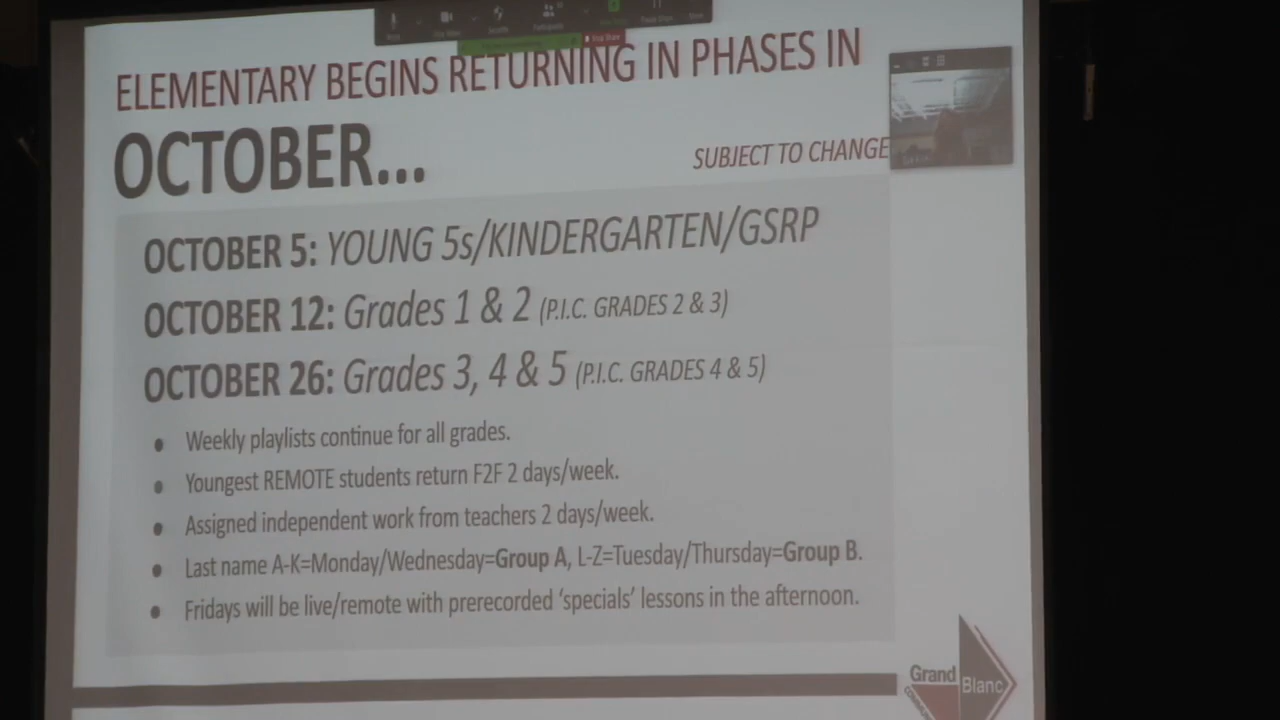 ELEMENTARY BEGINS RETURNING IN PHASES IN
OCTOBER...
SUBJECT TO CHANGE
OCTOBER 5: YOUNG 5s/KINDERGARTEN/GSRP
OCTOBER 12: Grades 1 & 2 (P.I.C. GRADES 2 & 3)
OCTOBER 26: Grades 3, 4 & 5 (P.I.C. GRADES 4 & 5)
• Weekly playlists continue for all grades.
• Youngest REMOTE students return F2F 2 days/week.
• Assigned independent work from teachers 2 days/week.
• Last name A-K=Monday/Wednesday=Group A, L-Z=Tuesday/Thursday=Group B.
• Fridays will be live/remote with prerecorded ‘specials’ lessons in the afternoon.
Grand
Blanc